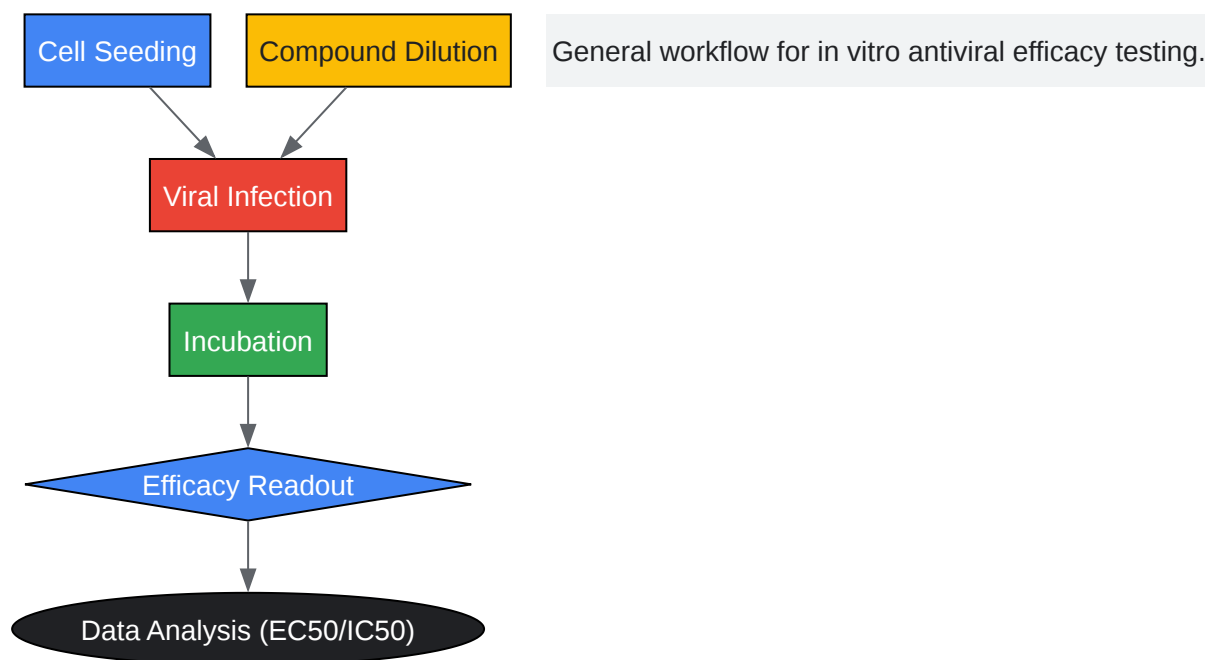 Cell Seeding
Compound Dilution
General workflow for in vitro antiviral efficacy testing.
Viral Infection
Incubation
Efficacy Readout
Data Analysis (EC50/IC50)